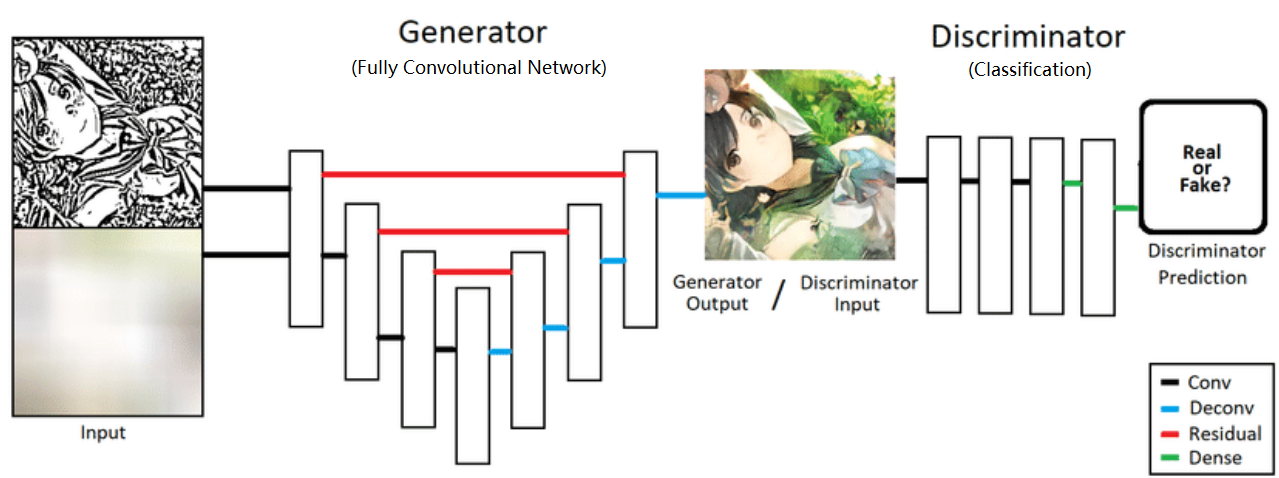 Generator
(Fully Convolutional Network)
Discriminator
(Classification)
Input
Generator
Output
/
Discriminator
Input
Real
or
Fake?
Discriminator
Prediction
Conv
Deconv
Residual
Dense